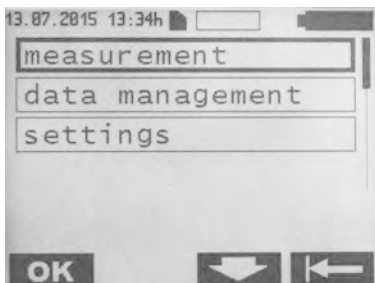 13.07.2015 13:34h
measurement
data management
settings
OK